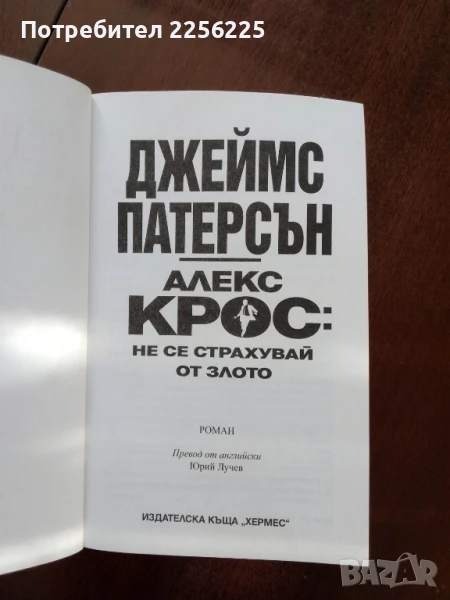 Потребител 2256225
ДЖЕЙМС
ПАТЕРСЪН
АЛЕКС
КРОС:
НЕ СЕ СТРАХУВАЙ
ОТ ЗЛОТО
РОМАН
Превод от английски
Юрий Лучев
ИЗДАТЕЛСКА КЪЩА „ХЕРМЕС“
BAZAR